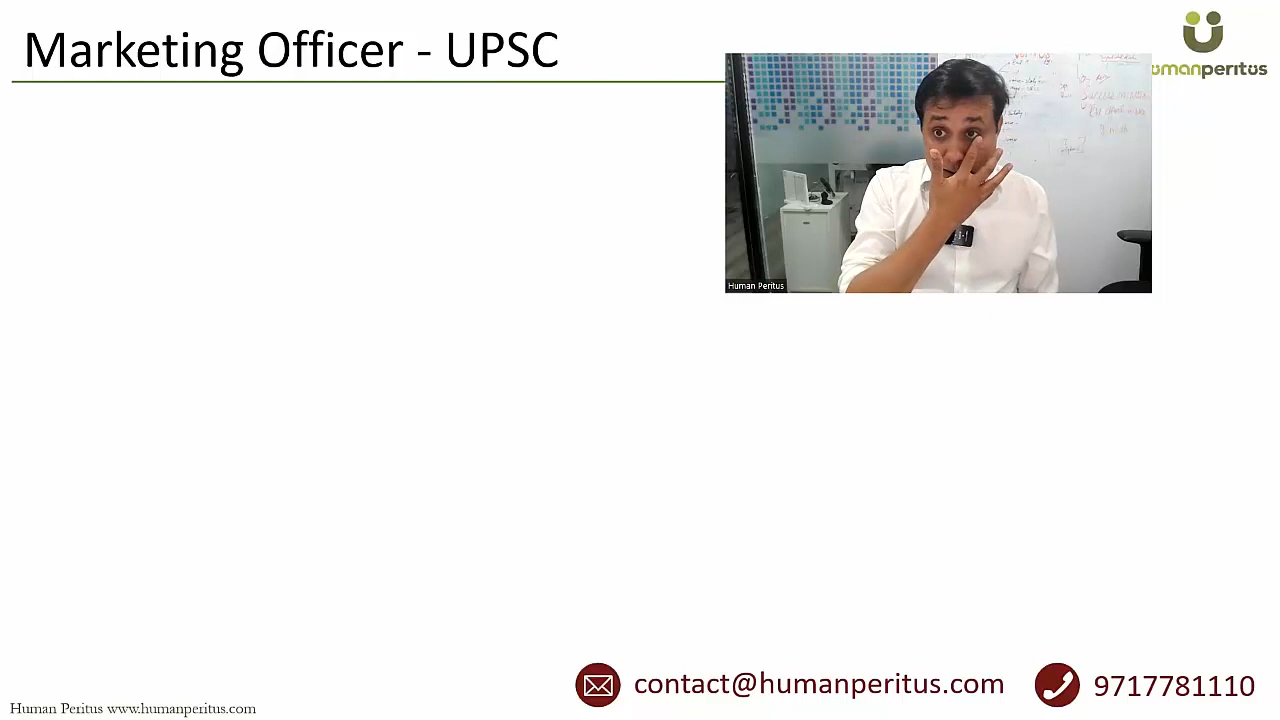 Marketing Officer - UPSC
umanperitus
Human Peritus
contact@humanperitus.com
9717781110
Human Peritus www.humanperitus.com